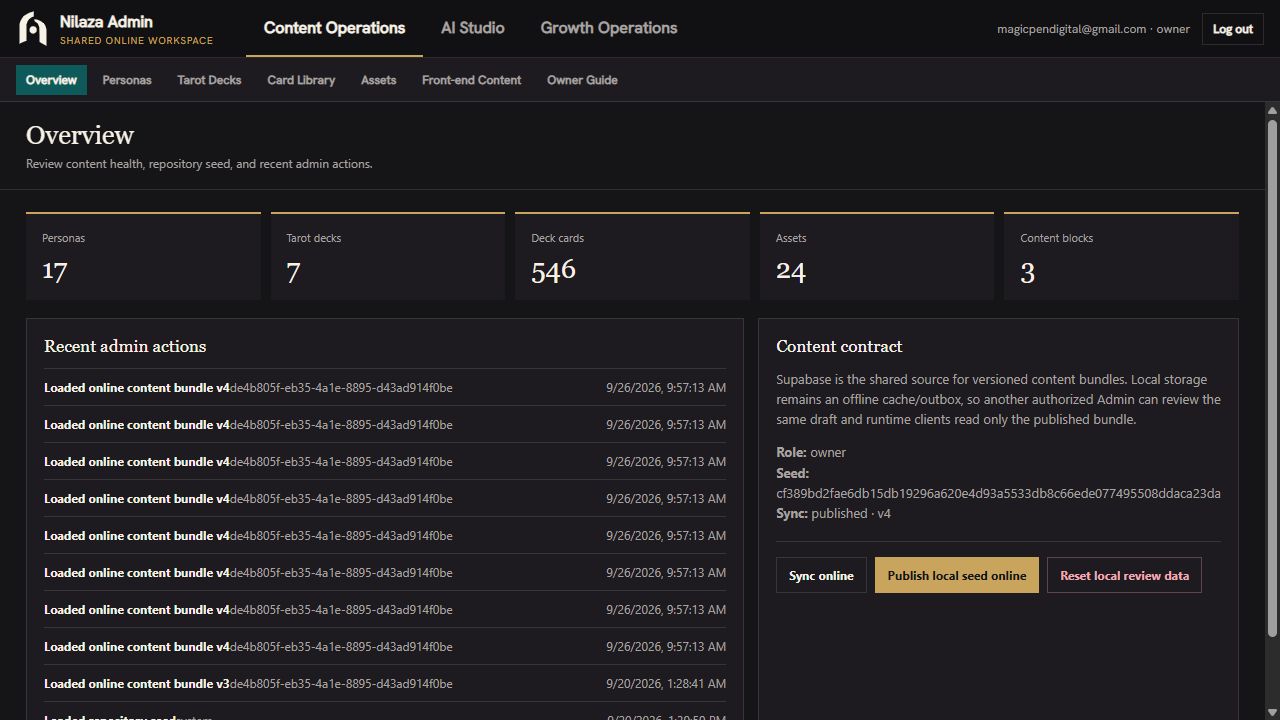 Nilaza Admin
SHARED ONLINE WORKSPACE
Content Operations
AI Studio
Growth Operations
magicpendigital@gmail.com · owner
Log out
Overview
Personas
Tarot Decks
Card Library
Assets
Front-end Content
Owner Guide
Overview
Review content health, repository seed, and recent admin actions.
Personas
17
Tarot decks
7
Deck cards
546
Assets
24
Content blocks
3
Recent admin actions
Loaded online content bundle v4de4b805f-eb35-4a1e-8895-d43ad914f0be 9/26/2026, 9:57:13 AM
Loaded online content bundle v4de4b805f-eb35-4a1e-8895-d43ad914f0be 9/26/2026, 9:57:13 AM
Loaded online content bundle v4de4b805f-eb35-4a1e-8895-d43ad914f0be 9/26/2026, 9:57:13 AM
Loaded online content bundle v4de4b805f-eb35-4a1e-8895-d43ad914f0be 9/26/2026, 9:57:13 AM
Loaded online content bundle v4de4b805f-eb35-4a1e-8895-d43ad914f0be 9/26/2026, 9:57:13 AM
Loaded online content bundle v4de4b805f-eb35-4a1e-8895-d43ad914f0be 9/26/2026, 9:57:13 AM
Loaded online content bundle v4de4b805f-eb35-4a1e-8895-d43ad914f0be 9/26/2026, 9:57:13 AM
Loaded online content bundle v4de4b805f-eb35-4a1e-8895-d43ad914f0be 9/26/2026, 9:57:13 AM
Loaded online content bundle v3de4b805f-eb35-4a1e-8895-d43ad914f0be 9/20/2026, 1:28:41 AM
Content contract
Supabase is the shared source for versioned content bundles. Local storage
remains an offline cache/outbox, so another authorized Admin can review the
same draft and runtime clients read only the published bundle.
Role: owner
Seed:
cf389bd2fae6db15db19296a620e4d93a5533db8c66ede077495508ddaca23da
Sync: published · v4
Sync online
Publish local seed online
Reset local review data